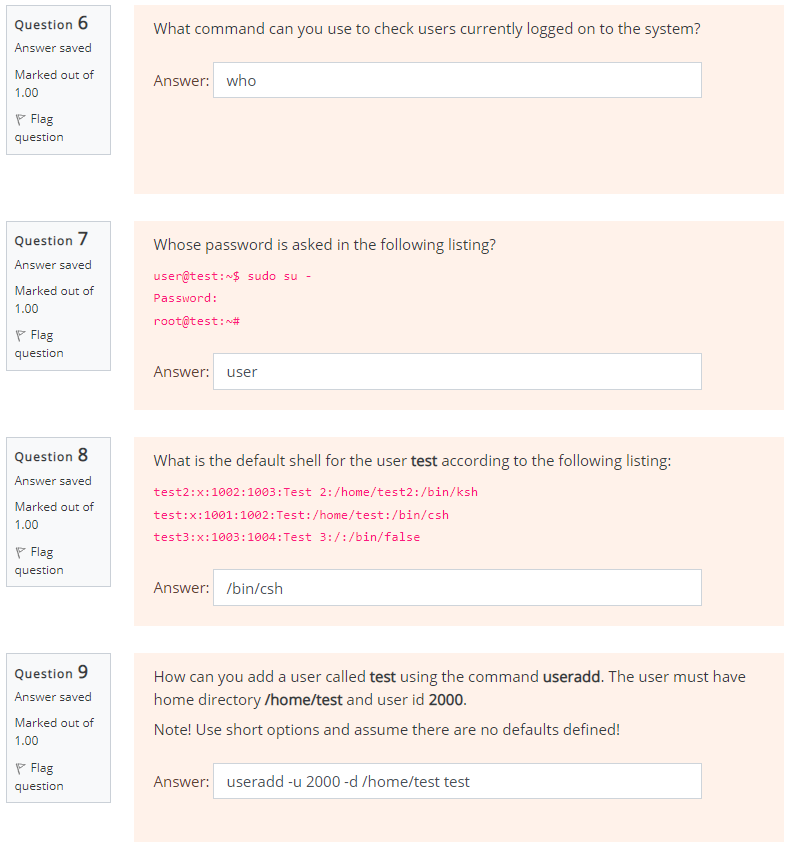 Question 6
Answer saved
Marked out of
1.00
Flag
question
What command can you use to check users currently logged on to the system?
Answer: who
Question 7
Answer saved
Marked out of
1.00
Flag
question
Whose password is asked in the following listing?
user@test:~$ sudo su -
Password:
root@test:~#
Answer: user
Question 8
Answer saved
Marked out of
1.00
Flag
question
What is the default shell for the user test according to the following listing:
test2:x:1002:1003:Test 2:/home/test2:/bin/ksh
test:x:1001:1002:Test:/home/test:/bin/csh
test3:x:1003:1004:Test 3:/:/bin/false
Answer: /bin/csh
Question 9
Answer saved
Marked out of
1.00
Flag
question
How can you add a user called test using the command useradd. The user must have
home directory /home/test and user id 2000.
Note! Use short options and assume there are no defaults defined!
Answer: useradd -u 2000 -d /home/test test